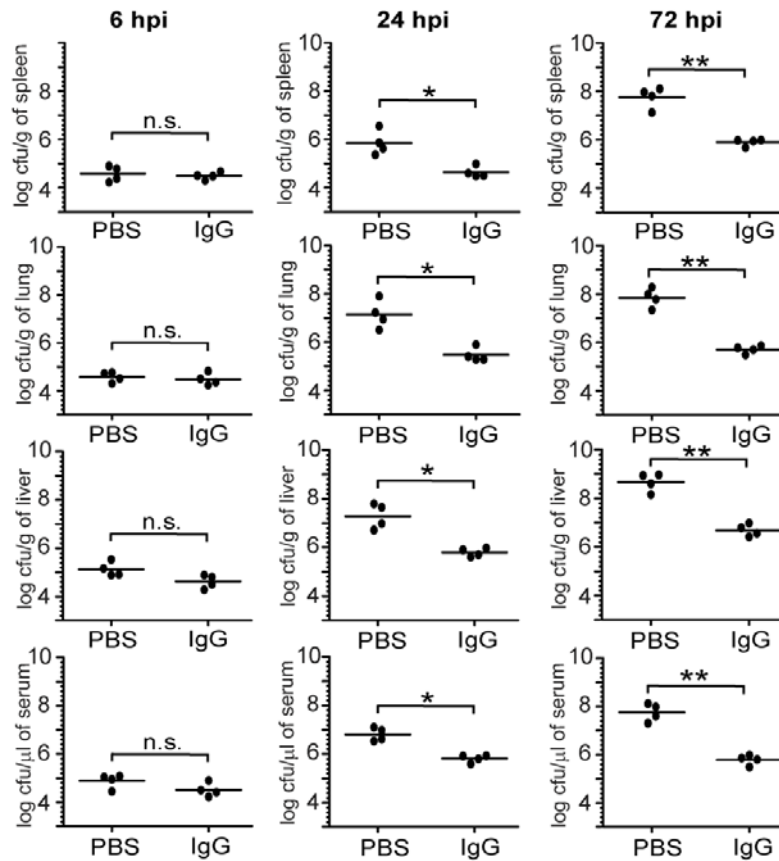 6 hpi 24 hpi 72 hpi
log cfu/g of spleen 10 8 6 4 n.s. PBS IgG
log cfu/g of spleen 10 8 6 4 * PBS IgG
log cfu/g of spleen 10 8 6 4 ** PBS IgG
log cfu/g of lung 10 8 6 4 n.s. PBS IgG
log cfu/g of lung 10 8 6 4 * PBS IgG
log cfu/g of lung 10 8 6 4 ** PBS IgG
log cfu/g of liver 10 8 6 4 n.s. PBS IgG
log cfu/g of liver 10 8 6 4 * PBS IgG
log cfu/g of liver 10 8 6 4 ** PBS IgG
log cfu/µl of serum 10 8 6 4 n.s. PBS IgG
log cfu/µl of serum 10 8 6 4 * PBS IgG
log cfu/µl of serum 10 8 6 4 ** PBS IgG